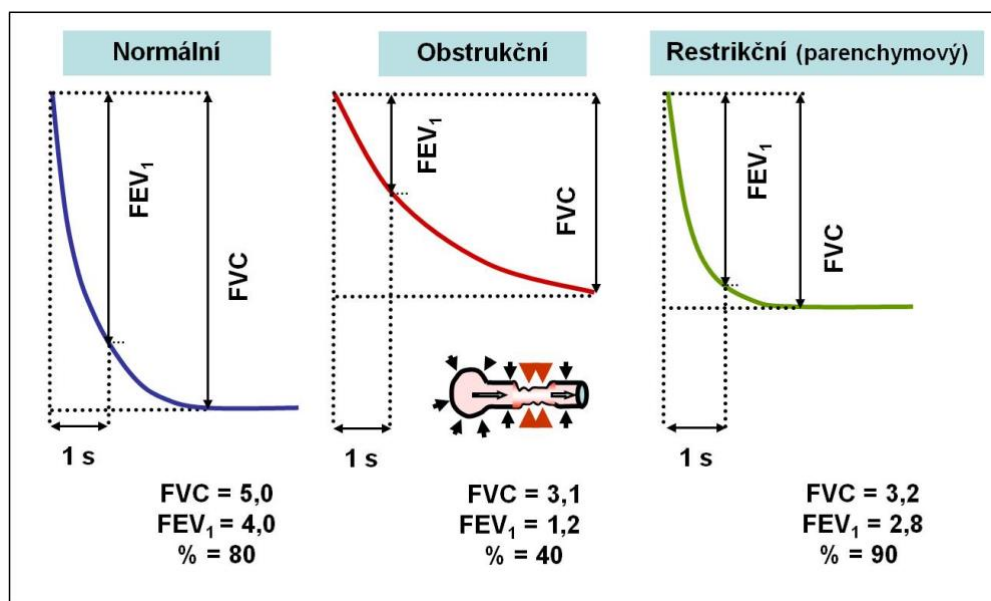 Normální
FEV₁
FVC
1 s
FVC = 5,0
FEV₁ = 4,0
% = 80
Obstrukční
FEV₁
FVC
1 s
FVC = 3,1
FEV₁ = 1,2
% = 40
Restrikční (parenchymový)
FEV₁
FVC
1 s
FVC = 3,2
FEV₁ = 2,8
% = 90